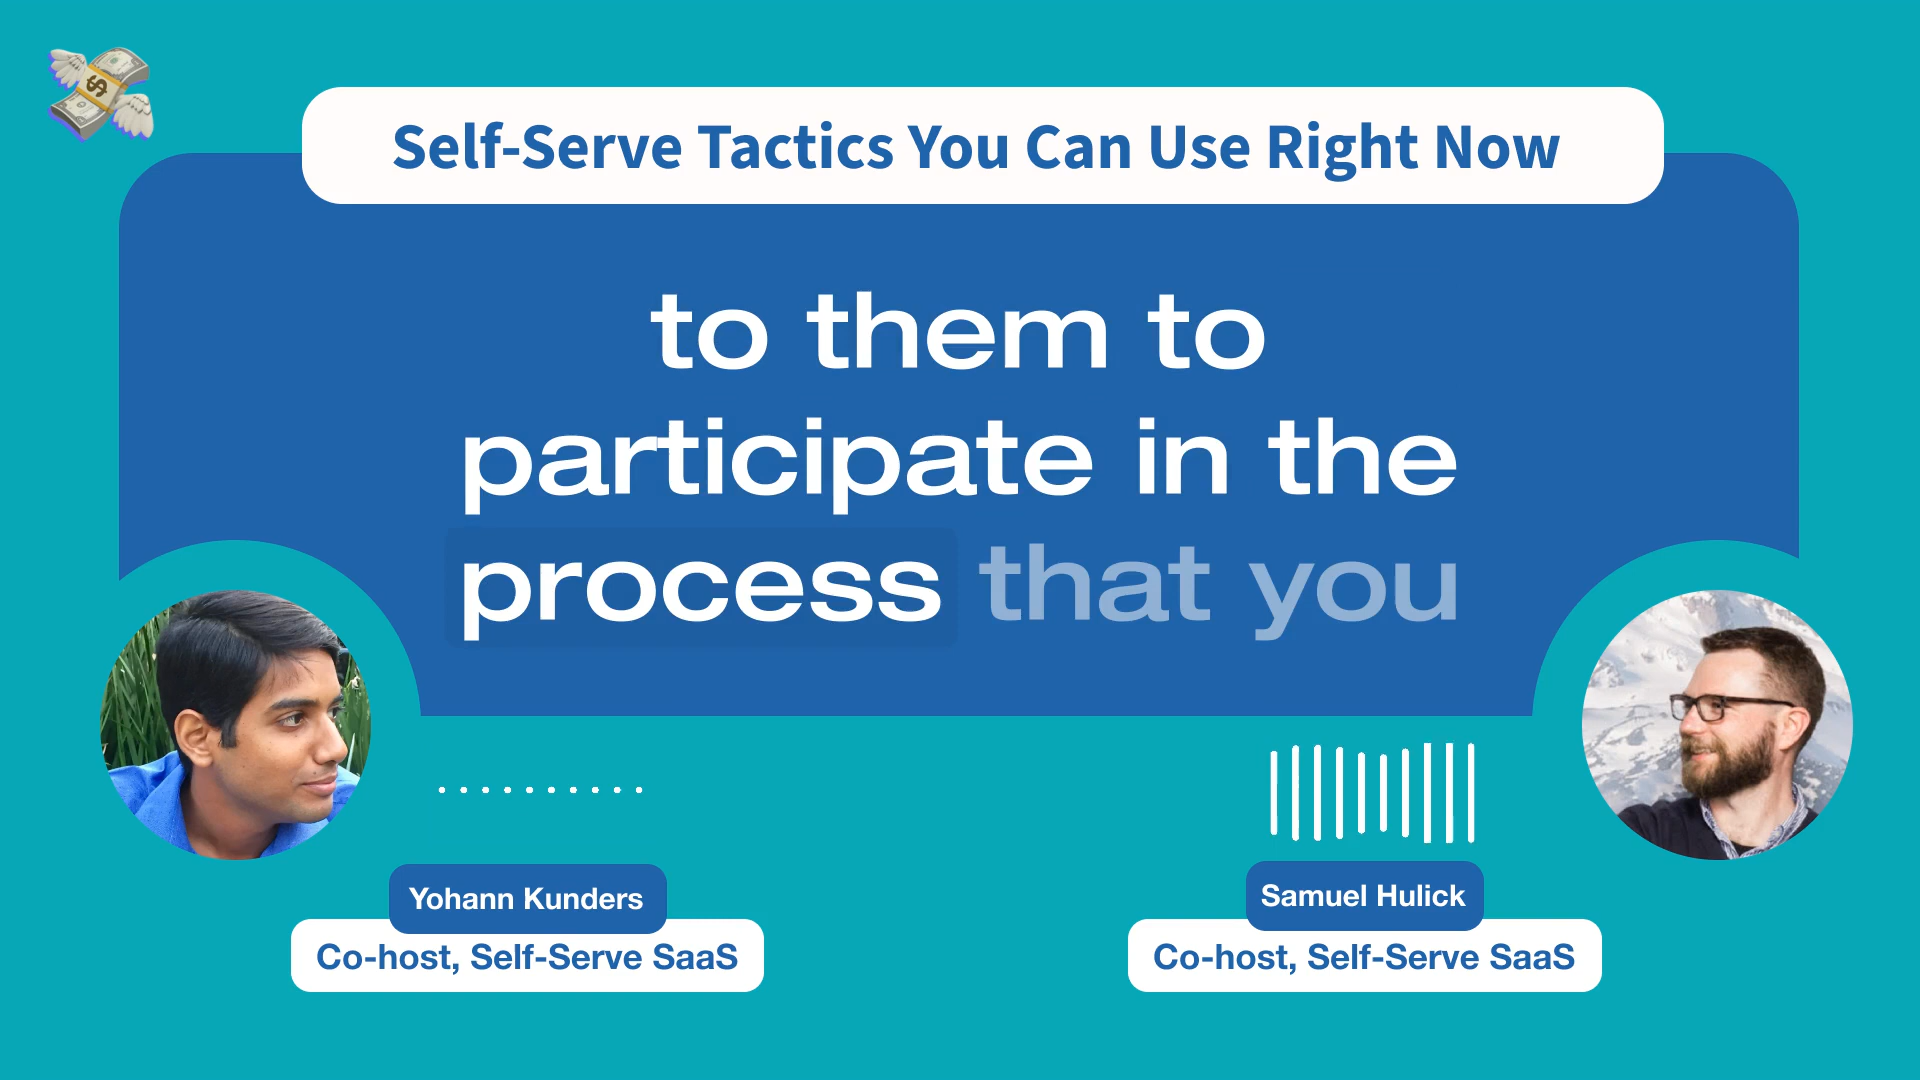 Self-Serve Tactics You Can Use Right Now
to them to
participate in the
process that you
Yohann Kunders
Co-host, Self-Serve SaaS
Samuel Hulick
Co-host, Self-Serve SaaS